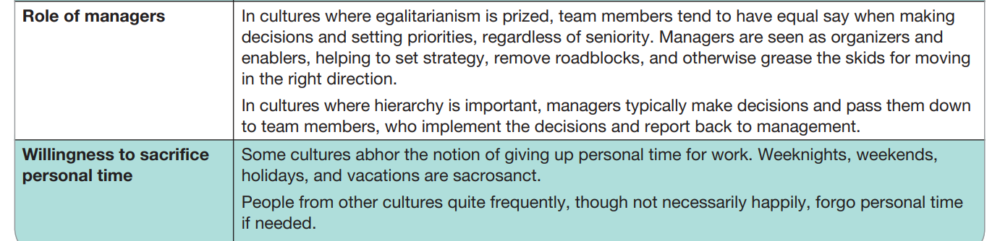 Role of managers
In cultures where egalitarianism is prized, team members tend to have equal say when making
decisions and setting priorities, regardless of seniority. Managers are seen as organizers and
enablers, helping to set strategy, remove roadblocks, and otherwise grease the skids for moving
in the right direction.
In cultures where hierarchy is important, managers typically make decisions and pass them down
to team members, who implement the decisions and report back to management.
Willingness to sacrifice
personal time
Some cultures abhor the notion of giving up personal time for work. Weeknights, weekends,
holidays, and vacations are sacrosanct.
People from other cultures quite frequently, though not necessarily happily, forgo personal time
if needed.